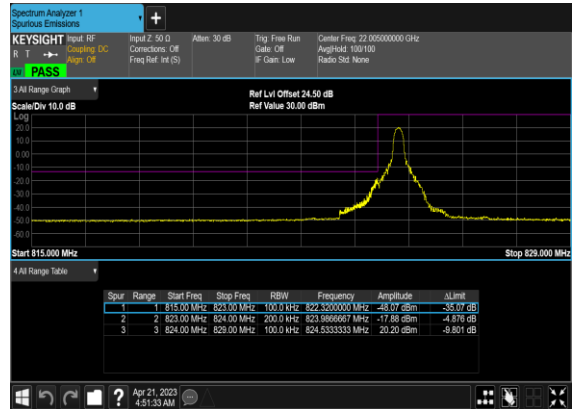 Spectrum Analyzer 1
Spurious Emissions
KEYSIGHT Input: RF Input Z: 50 Ω Atten: 30 dB Trig: Free Run Center Freq: 22.005000000 GHz
R T Coupling: DC Corrections: Off Gate: Off Avg|Hold: 100/100
Align: Off Freq Ref: Int (S) IF Gain: Low Radio Std: None
LW PASS
3 All Range Graph
Ref Lvl Offset 24.50 dB
Scale/Div 10.0 dB Ref Value 30.00 dBm
Log
20.0
10.0
0.00
-10.0
-20.0
-30.0
-40.0
-50.0
-60.0
Start 815.000 MHz Stop 829.000 MHz
4 All Range Table
Spur Range Start Freq Stop Freq RBW Frequency Amplitude ΔLimit
1 1 815.00 MHz 823.00 MHz 100.0 kHz 822.3200000 MHz -48.07 dBm -35.07 dB
2 2 823.00 MHz 824.00 MHz 200.0 kHz 823.9866667 MHz -17.88 dBm -4.876 dB
3 3 824.00 MHz 829.00 MHz 100.0 kHz 824.5333333 MHz 20.20 dBm -9.801 dB
? Apr 21, 2023
4:51:33 AM